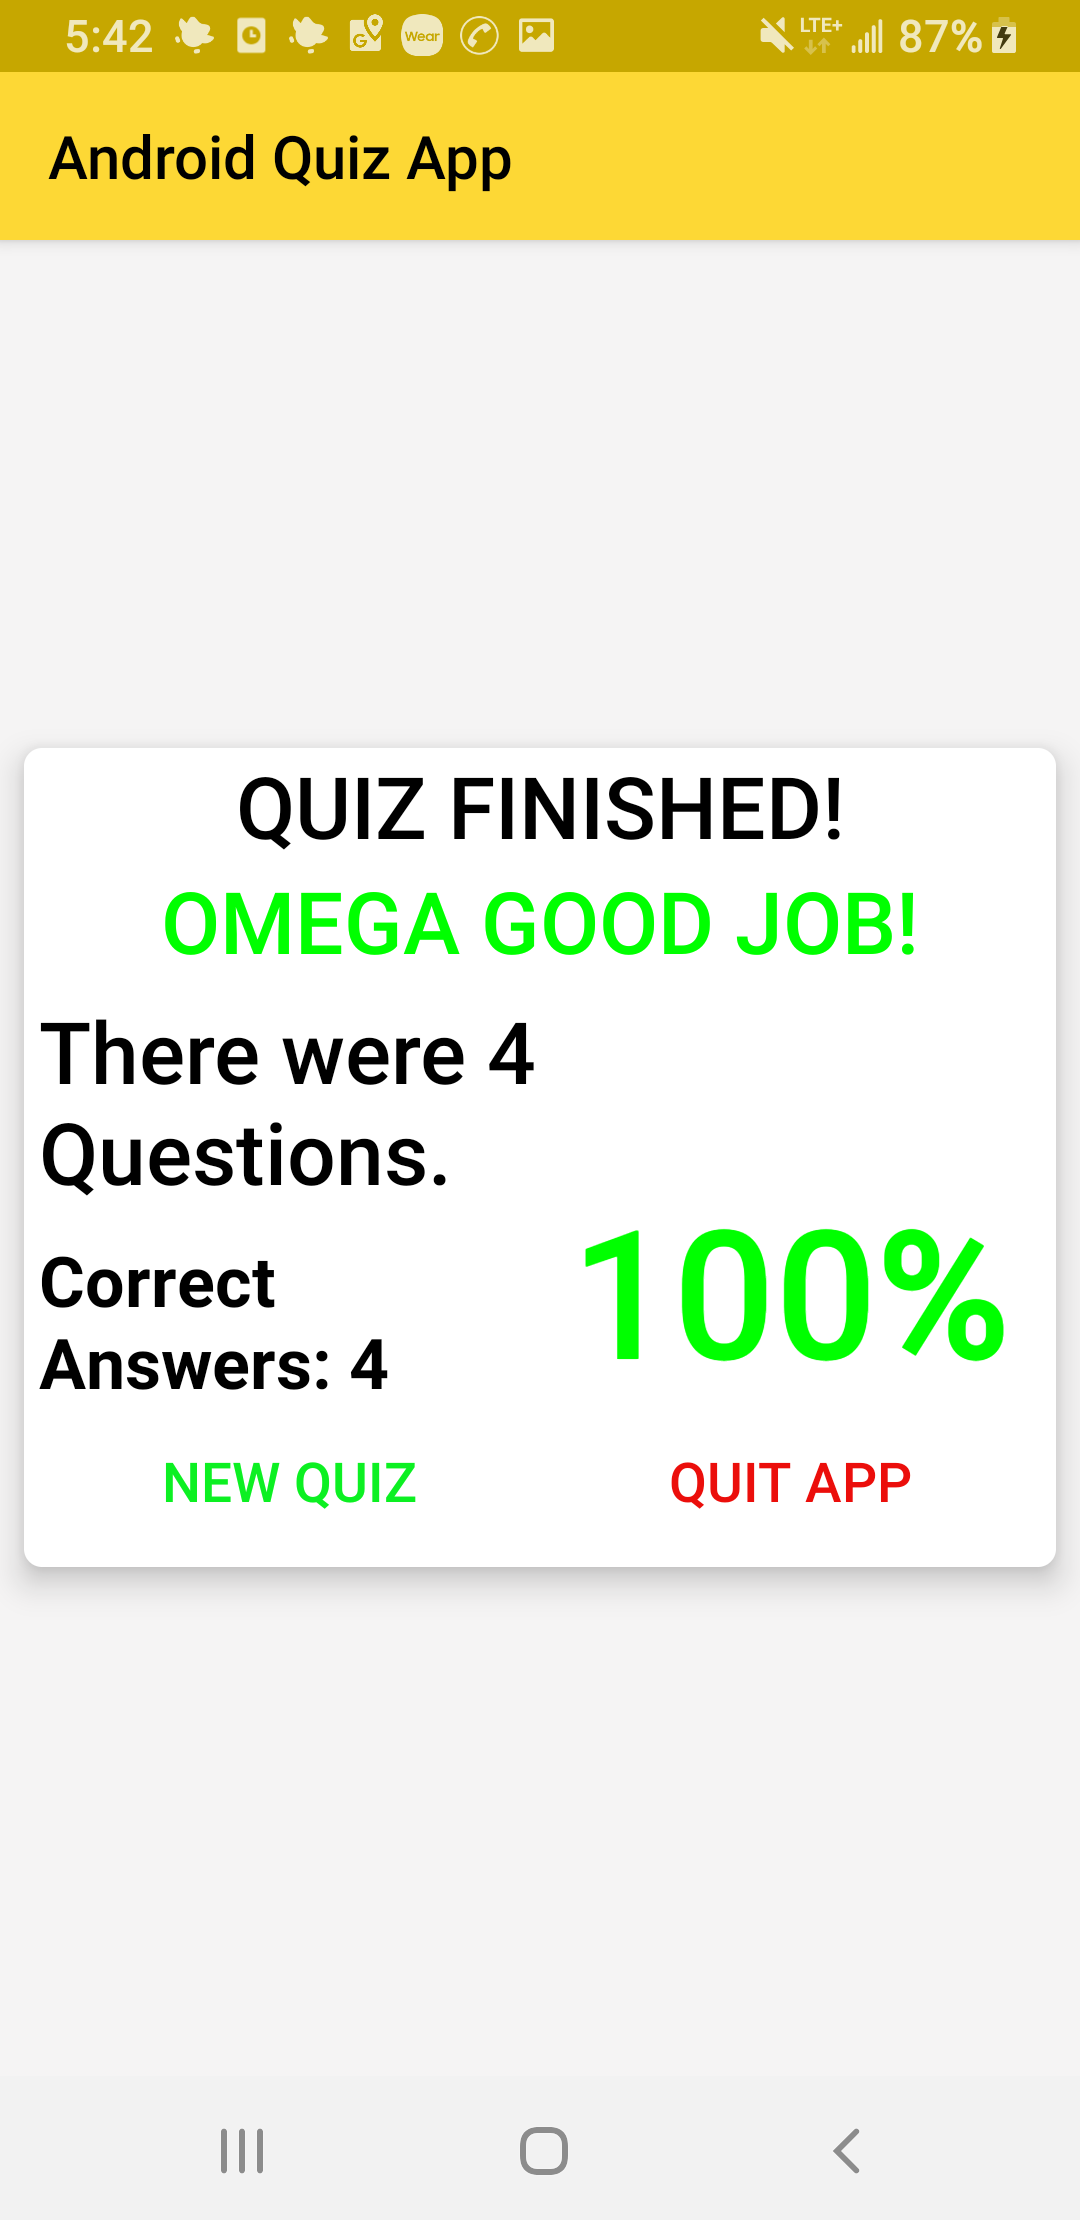 5:42 Wear LTE+ 87%
Android Quiz App
QUIZ FINISHED!
OMEGA GOOD JOB!
There were 4
Questions.
100%
Correct
Answers: 4
NEW QUIZ QUIT APP